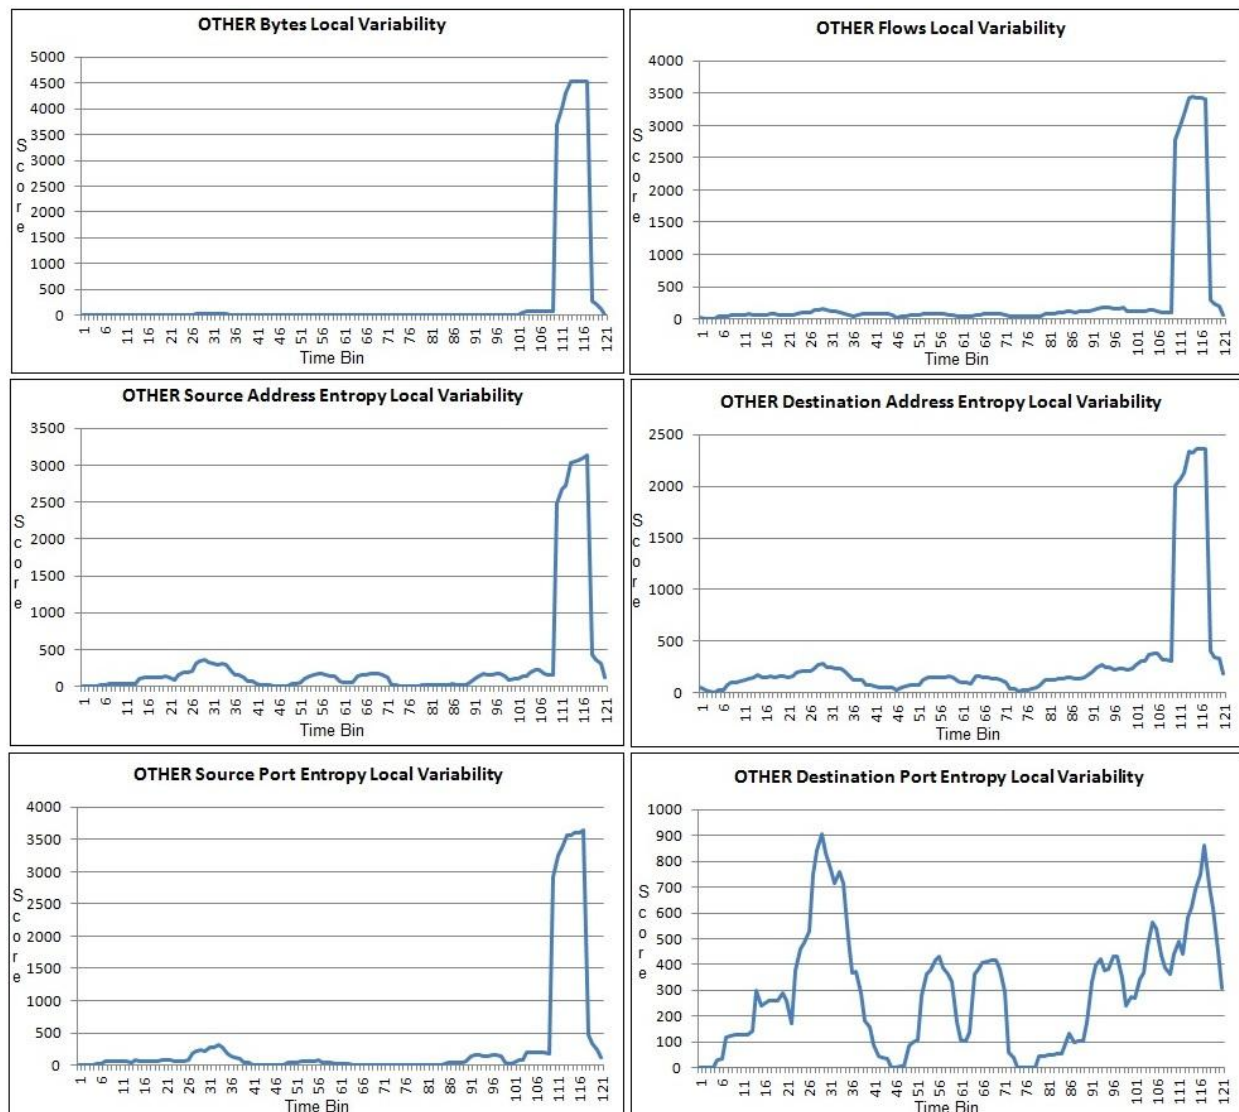 OTHER Bytes Local Variability
5000
4500
4000
3500
3000
2500
2000
1500
1000
500
0
Score
1 6 11 16 21 26 31 36 41 46 51 56 61 66 71 76 81 86 91 96 101 106 111 116 121
Time Bin
OTHER Flows Local Variability
4000
3500
3000
2500
2000
1500
1000
500
0
Score
1 6 11 16 21 26 31 36 41 46 51 56 61 66 71 76 81 86 91 96 101 106 111 116 121
Time Bin
OTHER Source Address Entropy Local Variability
3500
3000
2500
2000
1500
1000
500
0
Score
1 6 11 16 21 26 31 36 41 46 51 56 61 66 71 76 81 86 91 96 101 106 111 116 121
Time Bin
OTHER Destination Address Entropy Local Variability
2500
2000
1500
1000
500
0
Score
1 6 11 16 21 26 31 36 41 46 51 56 61 66 71 76 81 86 91 96 101 106 111 116 121
Time Bin
OTHER Source Port Entropy Local Variability
4000
3500
3000
2500
2000
1500
1000
500
0
Score
1 6 11 16 21 26 31 36 41 46 51 56 61 66 71 76 81 86 91 96 101 106 111 116 121
Time Bin
OTHER Destination Port Entropy Local Variability
1000
900
800
700
600
500
400
300
200
100
0
Score
1 6 11 16 21 26 31 36 41 46 51 56 61 66 71 76 81 86 91 96 101 106 111 116 121
Time Bin